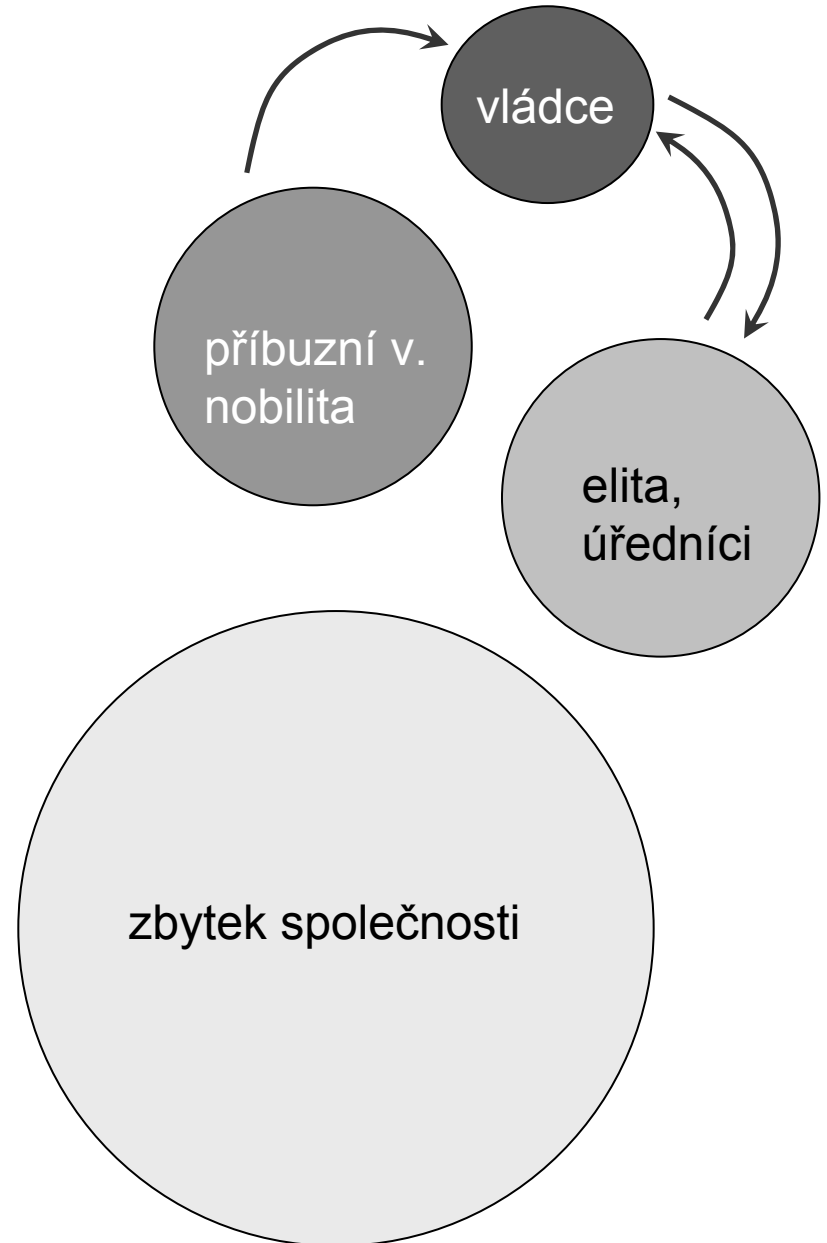 vládce
příbuzní v.
nobilita
elita,
úředníci
zbytek společnosti